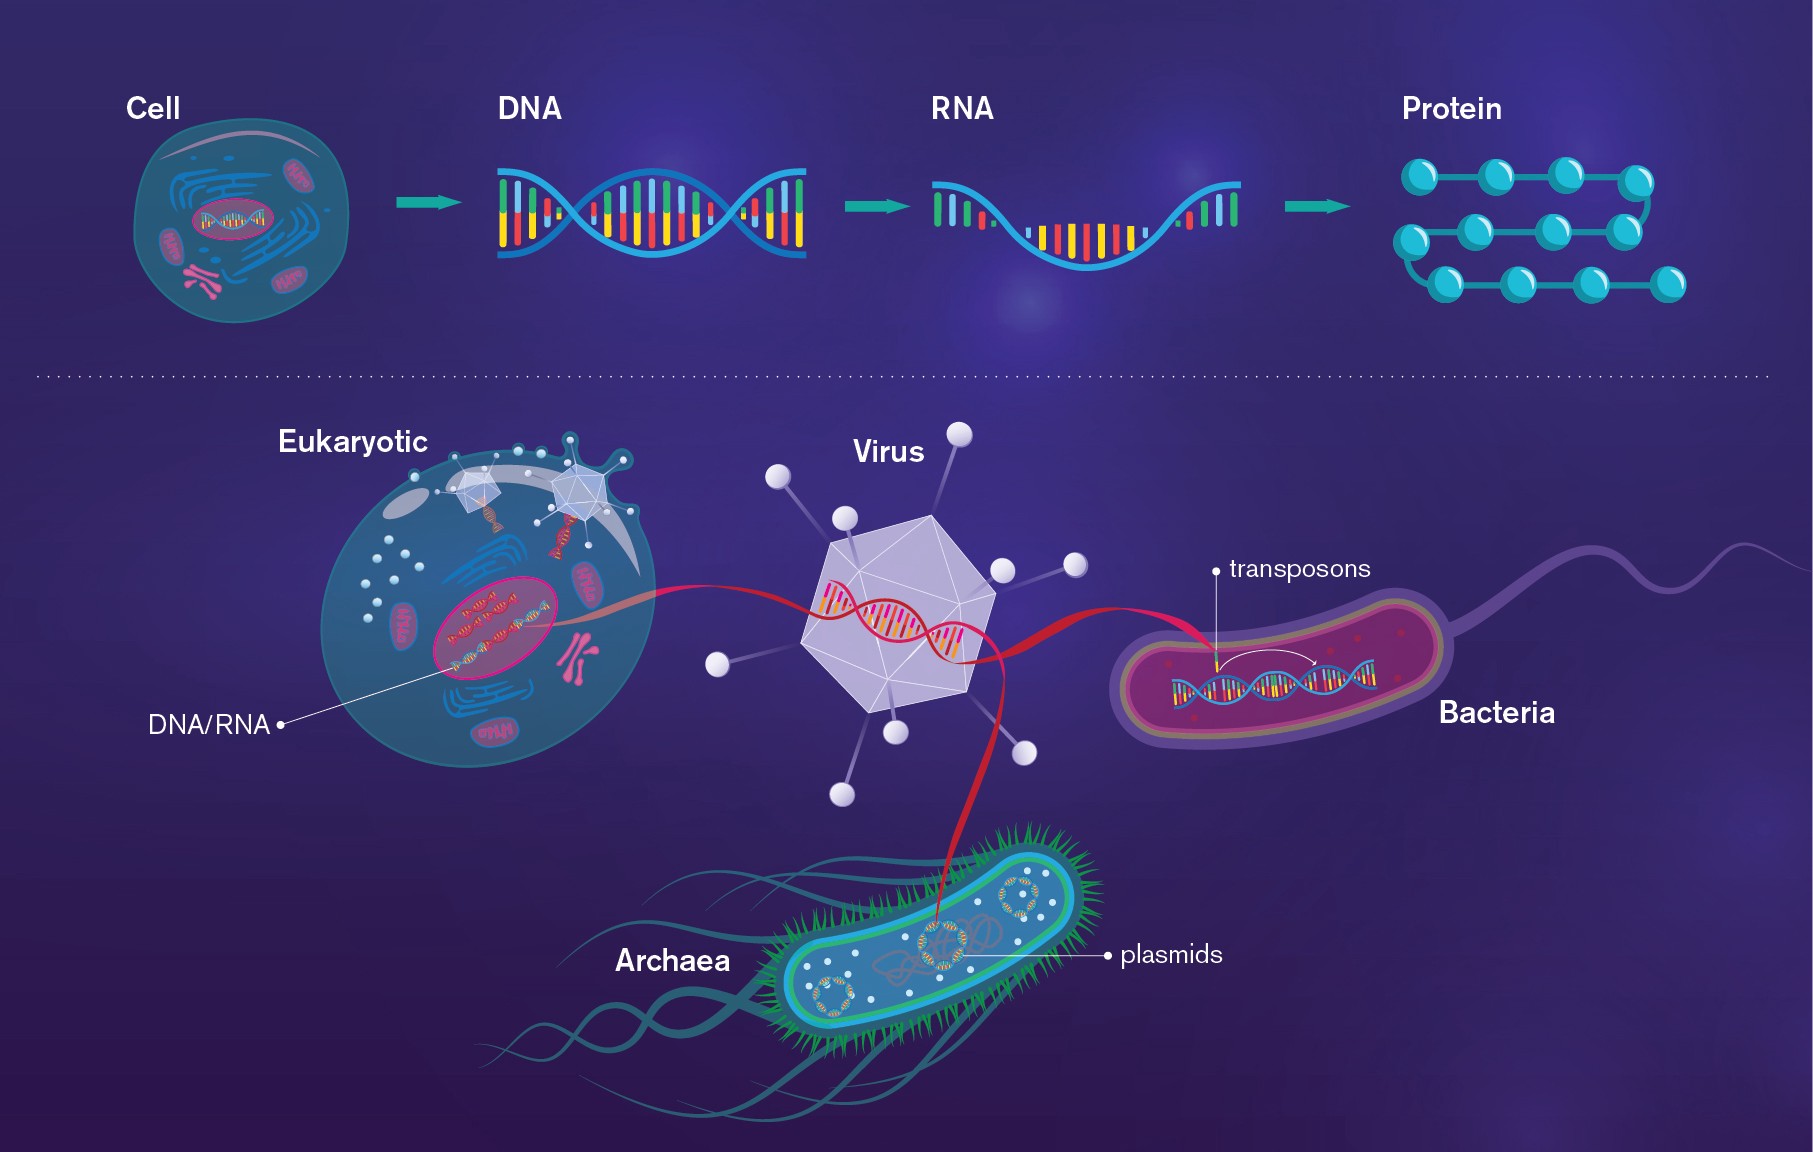 Cell
DNA
RNA
Protein
Eukaryotic
Virus
transposons
DNA/RNA
Bacteria
Archaea
plasmids